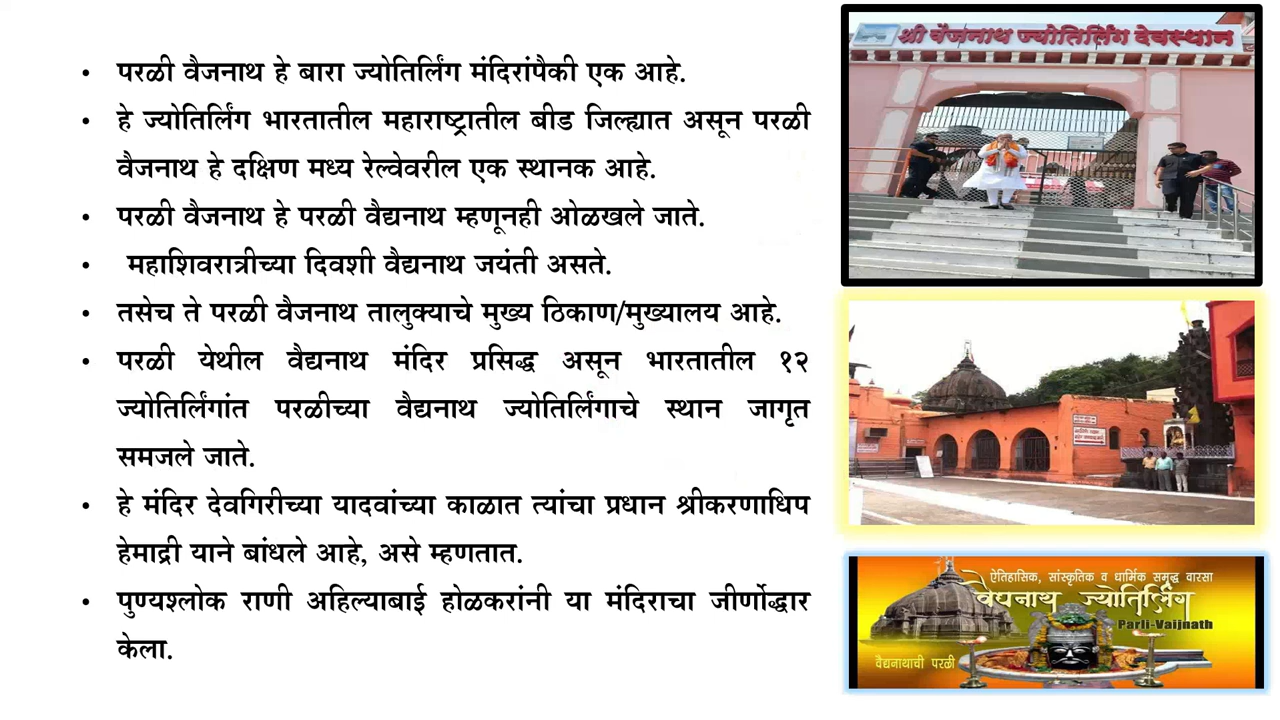 • परळी वैजनाथ हे बारा ज्योतिर्लिंग मंदिरांपैकी एक आहे.
• हे ज्योतिर्लिंग भारतातील महाराष्ट्रातील बीड जिल्ह्यात असून परळी
वैजनाथ हे दक्षिण मध्य रेल्वेवरील एक स्थानक आहे.
• परळी वैजनाथ हे परळी वैद्यनाथ म्हणूनही ओळखले जाते.
• महाशिवरात्रीच्या दिवशी वैद्यनाथ जयंती असते.
• तसेच ते परळी वैजनाथ तालुक्याचे मुख्य ठिकाण/मुख्यालय आहे.
• परळी येथील वैद्यनाथ मंदिर प्रसिद्ध असून भारतातील १२
ज्योतिर्लिंगांत परळीच्या वैद्यनाथ ज्योतिर्लिंगाचे स्थान जागृत
समजले जाते.
• हे मंदिर देवगिरीच्या यादवांच्या काळात त्यांचा प्रधान श्रीकरणाधिप
हेमाद्री याने बांधले आहे, असे म्हणतात.
• पुण्यश्लोक राणी अहिल्याबाई होळकरांनी या मंदिराचा जीर्णोद्धार
केला.
श्री वैजनाथ ज्योतिर्लिंग देवस्थान
ऐतिहासिक, सांस्कृतिक व धार्मिक समृद्ध वारसा
वैद्यनाथ ज्योतिर्लिंग
Parli-Vaijnath
वैद्यनाथाची परळी